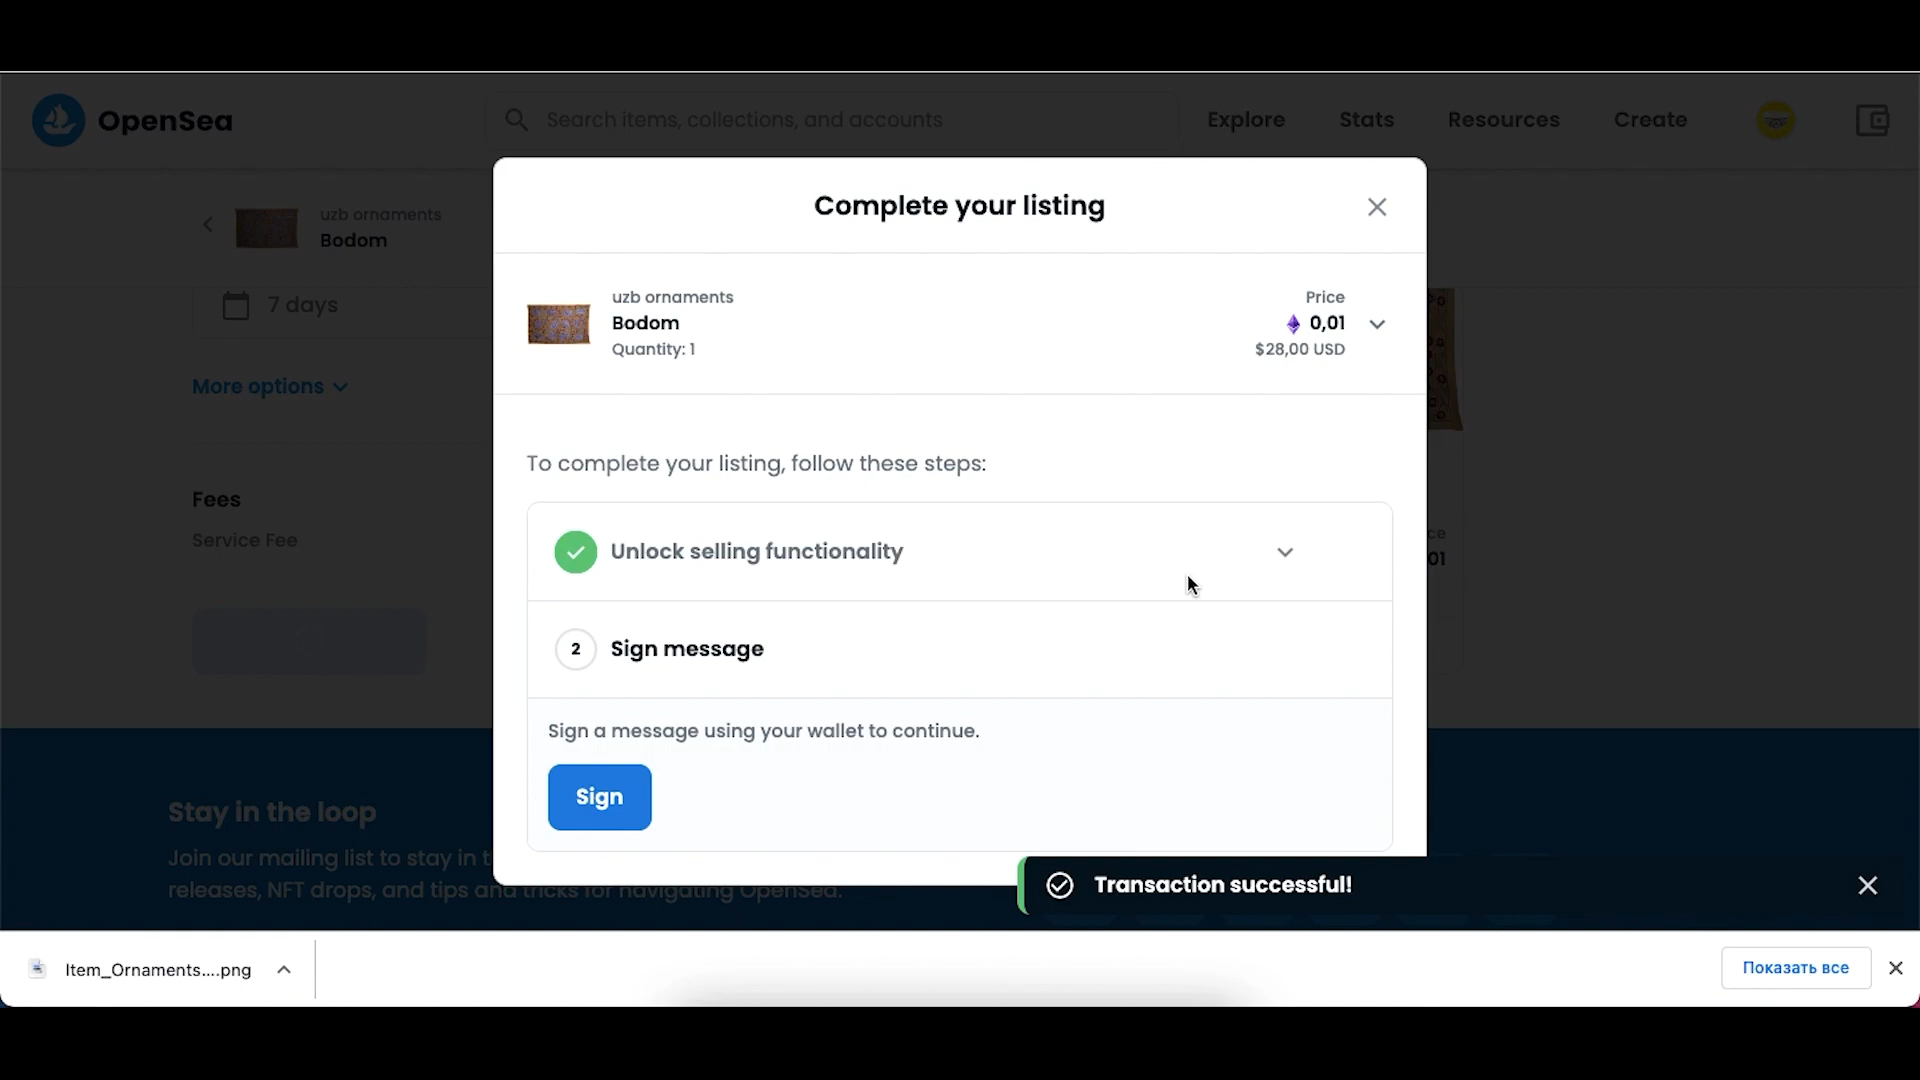 OpenSea
Search items, collections, and accounts
Explore
Stats
Resources
Create
uzb ornaments
Bodom
7 days
More options
Fees
Service Fee
Complete your listing
uzb ornaments
Bodom
Quantity: 1
Price
0,01
$28,00 USD
To complete your listing, follow these steps:
Unlock selling functionality
2 Sign message
Sign a message using your wallet to continue.
Sign
ce
01
Stay in the loop
Join our mailing list to stay in t
releases, NFT drops, and tips and tricks for navigating OpenSea.
Transaction successful!
Item_Ornaments....png
Показать все